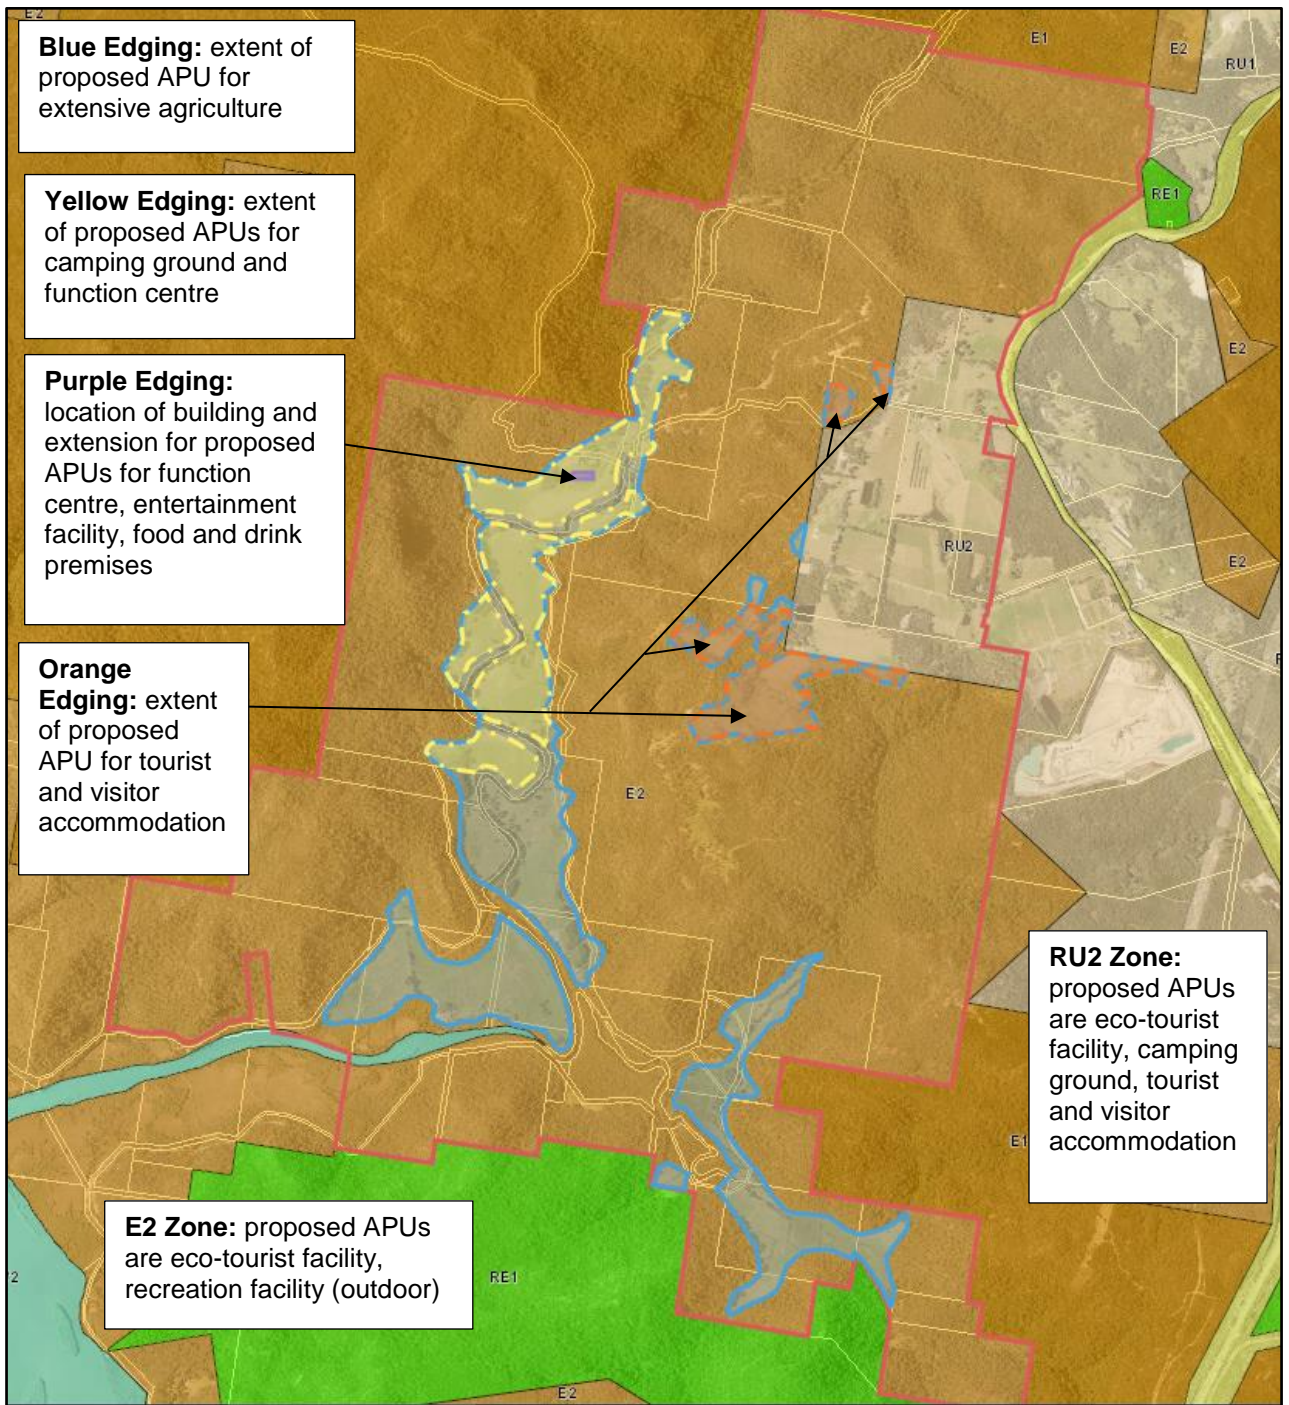 E2
Blue Edging: extent of
proposed APU for
extensive agriculture
E1
E2
RU1
Yellow Edging: extent
of proposed APUs for
camping ground and
function centre
RE1
Purple Edging:
location of building and
extension for proposed
APUs for function
centre, entertainment
facility, food and drink
premises
E2
RU2
E2
Orange
Edging: extent
of proposed
APU for tourist
and visitor
accommodation
E2
RU2 Zone:
proposed APUs
are eco-tourist
facility, camping
ground, tourist
and visitor
accommodation
E1
E2 Zone: proposed APUs
are eco-tourist facility,
recreation facility (outdoor)
RE1
E2